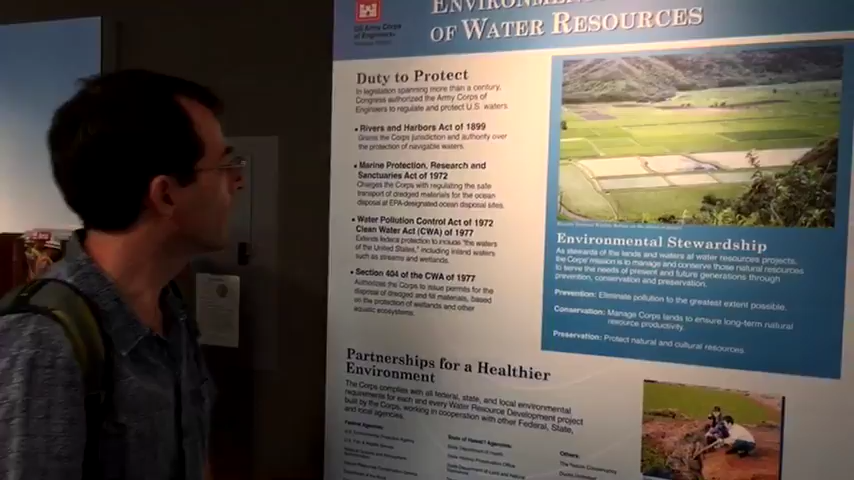 US Army Corps
of Engineers
of Water Resources
Duty to Protect
In legislation spanning more than a century,
Congress authorized the Army Corps of
Engineers to regulate and protect U.S. waters
• Rivers and Harbors Act of 1899
Grants the Corps jurisdiction and authority over
the protection of navigable waters.
• Marine Protection, Research and
Sanctuaries Act of 1972
Charges the Corps with regulating the safe
transport of dredged materials for the ocean
disposal at EPA-designated ocean disposal sites
• Water Pollution Control Act of 1972
Clean Water Act (CWA) of 1977
Extends federal protection to include "the waters
of the United States," including inland waters
such as streams and wetlands.
• Section 404 of the CWA of 1977
Authorizes the Corps to issue permits for the
disposal of dredged and fill materials, based
on the protection of wetlands and other
aquatic ecosystems.
Partnerships for a Healthier
Environment
The Corps complies with all federal, state, and local environmental
requirements for each and every Water Resource Development project
built by the Corps, working in cooperation with other Federal, State,
and local agencies.
Federal Agencies:
State of Hawai'i Agencies:
State Department of Health
Others:
Environmental Stewardship
As stewards of the lands and waters at water resources projects,
the Corps' mission is to manage and conserve those natural resources
to serve the needs of present and future generations through
prevention, conservation and preservation.
Prevention: Eliminate pollution to the greatest extent possible.
Conservation: Manage Corps lands to ensure long-term natural
resource productivity.
Preservation: Protect natural and cultural resources.